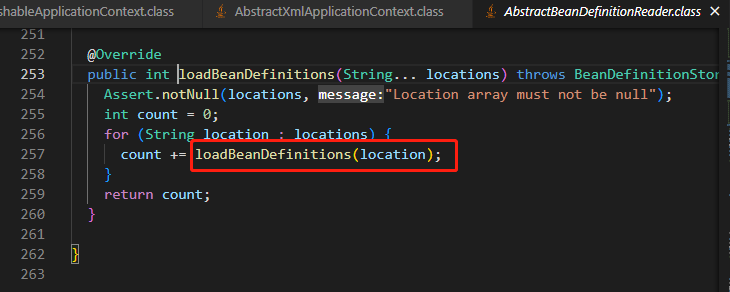 shableApplicationContext.class AbstractXmlApplicationContext.class AbstractBeanDefinitionReader.class
251
252 @Override
253 public int loadBeanDefinitions(String... locations) throws BeanDefinitionStor
254 Assert.notNull(locations, message:"Location array must not be null");
255 int count = 0;
256 for (String location : locations) {
257 count += loadBeanDefinitions(location);
258 }
259 return count;
260 }
261
262 }
263